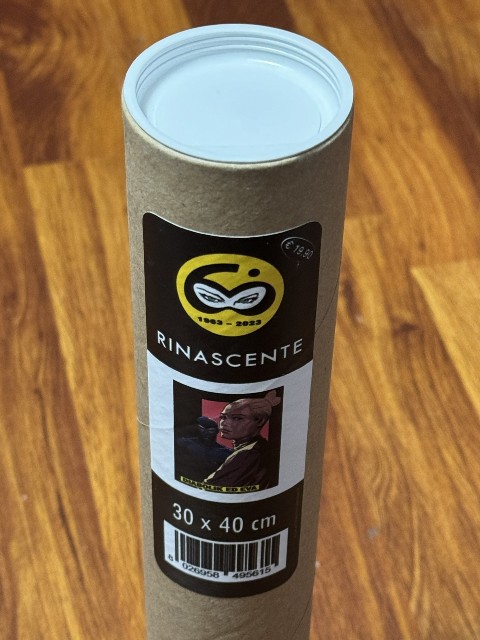 € 19,90
1963 - 2023
RINASCENTE
DIABOLIK ED EVA
30 x 40 cm
8 026958 495615